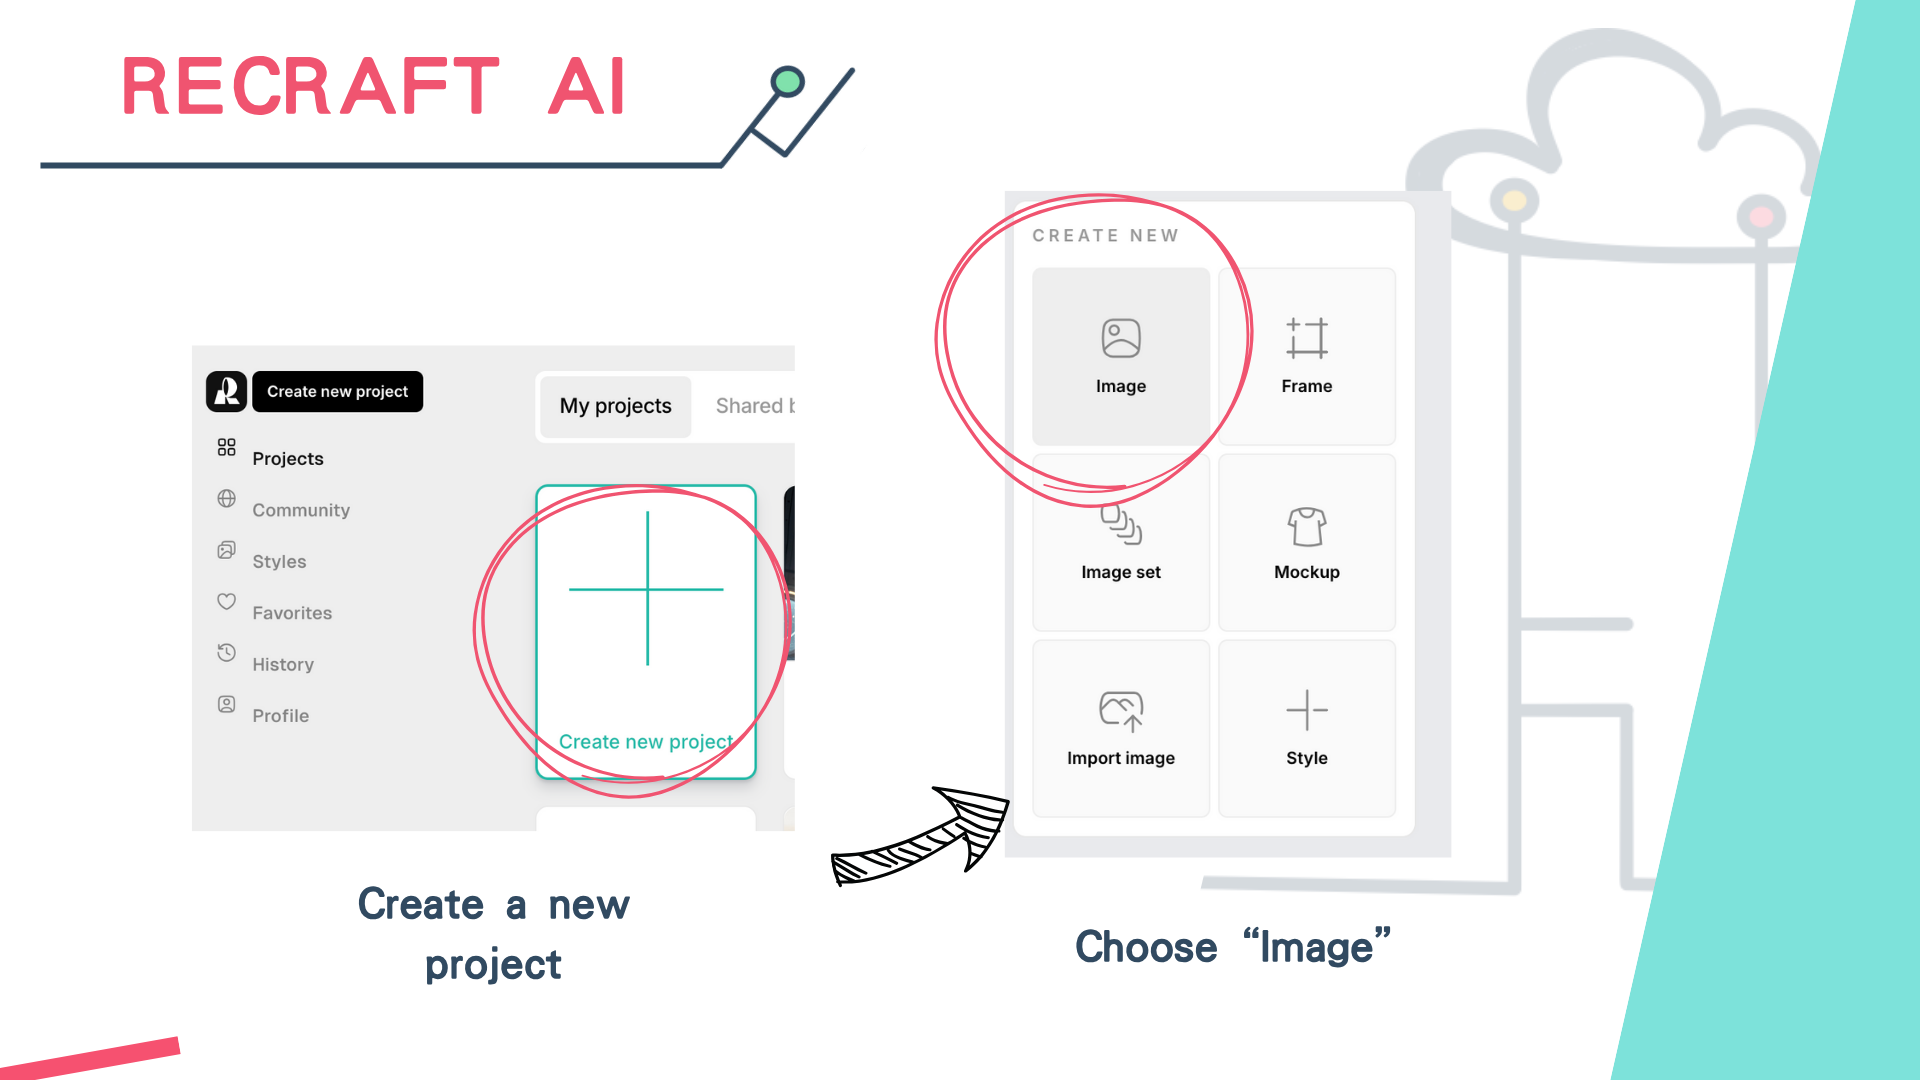 RECRAFT AI
Create new project
Projects
Community
Styles
Favorites
History
Profile
My projects
Shared
Create new project
Create a new
project
CREATE NEW
Image
Frame
Image set
Mockup
Import image
Style
Choose “Image”